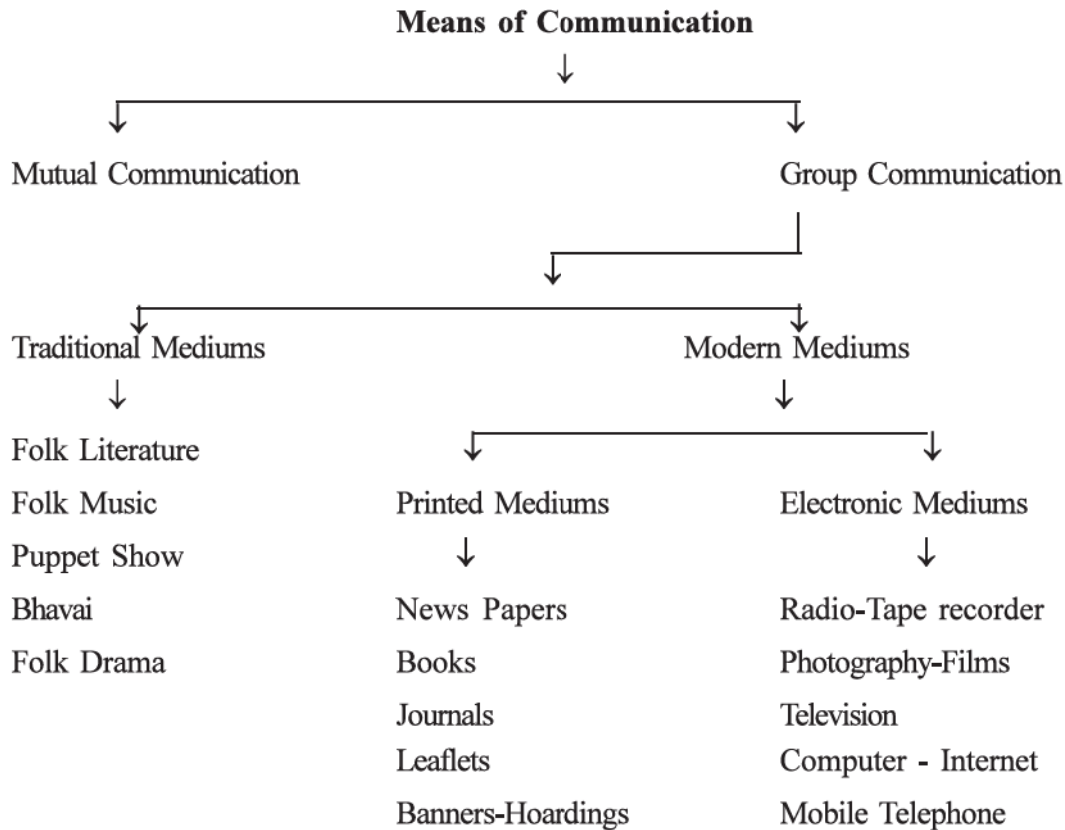 Means of Communication
Mutual Communication
Group Communication
Traditional Mediums
Modern Mediums
Folk Literature
Folk Music
Puppet Show
Bhavai
Folk Drama
Printed Mediums
News Papers
Books
Journals
Leaflets
Banners-Hoardings
Electronic Mediums
Radio-Tape recorder
Photography-Films
Television
Computer - Internet
Mobile Telephone